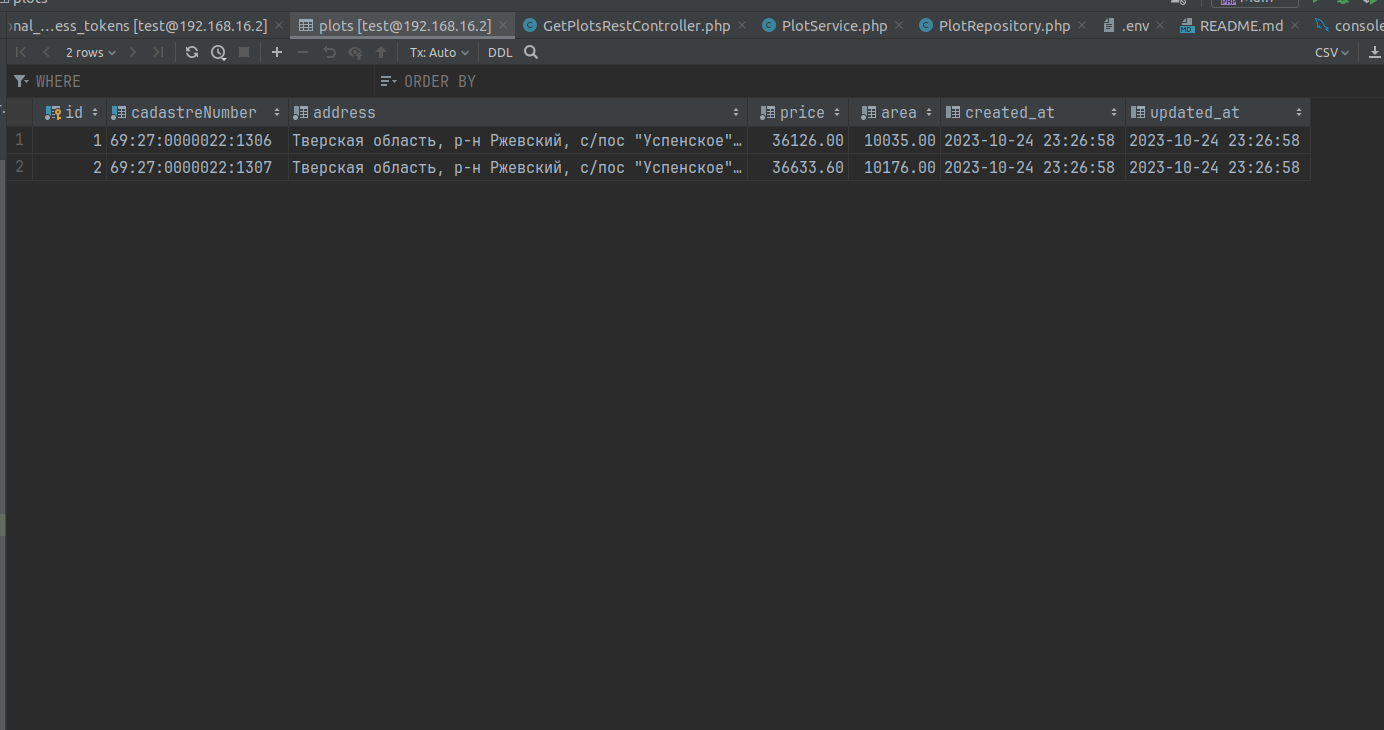 plots
onal_...ess_tokens [test@192.168.16.2] plots [test@192.168.16.2] GetPlotsRestController.php PlotService.php PlotRepository.php .env README.md console
2 rows Tx: Auto DDL CSV
WHERE ORDER BY
id cadastreNumber address price area created_at updated_at
1 1 69:27:0000022:1306 Тверская область, р-н Ржевский, с/пос "Успенское"… 36126.00 10035.00 2023-10-24 23:26:58 2023-10-24 23:26:58
2 2 69:27:0000022:1307 Тверская область, р-н Ржевский, с/пос "Успенское"… 36633.60 10176.00 2023-10-24 23:26:58 2023-10-24 23:26:58